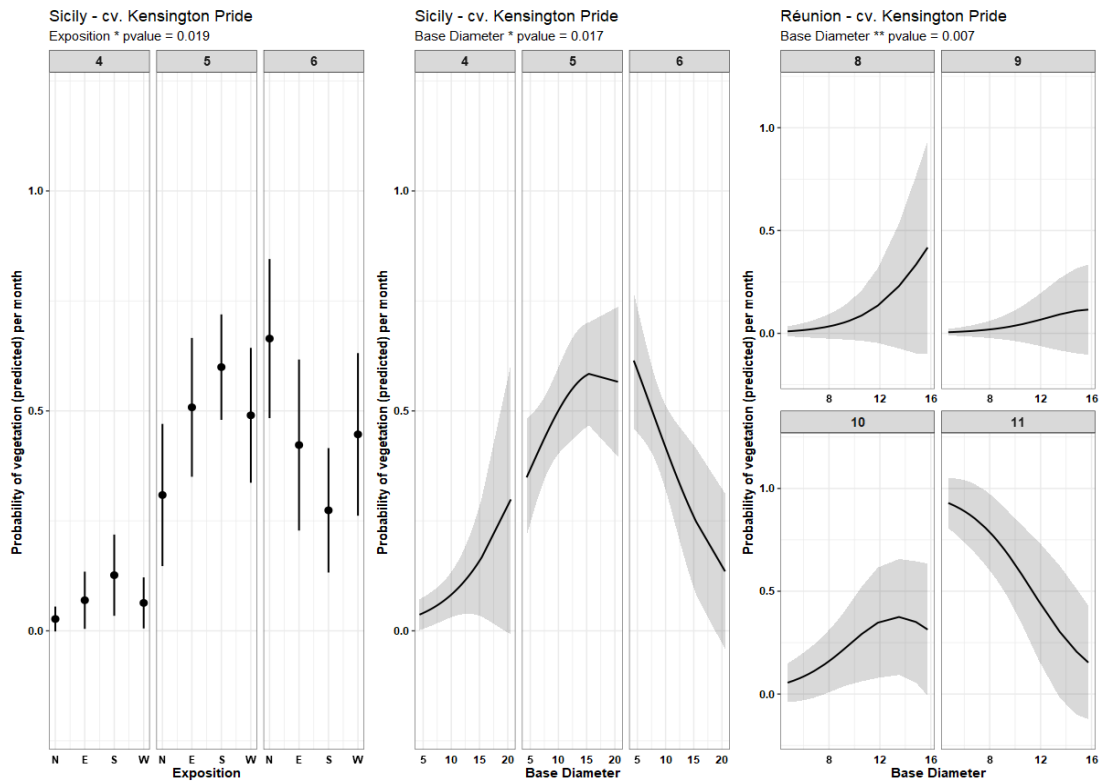 Sicily - cv. Kensington Pride
Exposition * pvalue = 0.019
4 5 6
Probability of vegetation (predicted) per month
1.0
0.5
0.0
N E S W N E S W N E S W
Exposition
Sicily - cv. Kensington Pride
Base Diameter * pvalue = 0.017
4 5 6
Probability of vegetation (predicted) per month
1.0
0.5
0.0
5 10 15 20 5 10 15 20 5 10 15 20
Base Diameter
Réunion - cv. Kensington Pride
Base Diameter ** pvalue = 0.007
8 9
Probability of vegetation (predicted) per month
1.0
0.5
0.0
8 12 16 8 12 16
10 11
1.0
0.5
0.0
8 12 16 8 12 16
Base Diameter